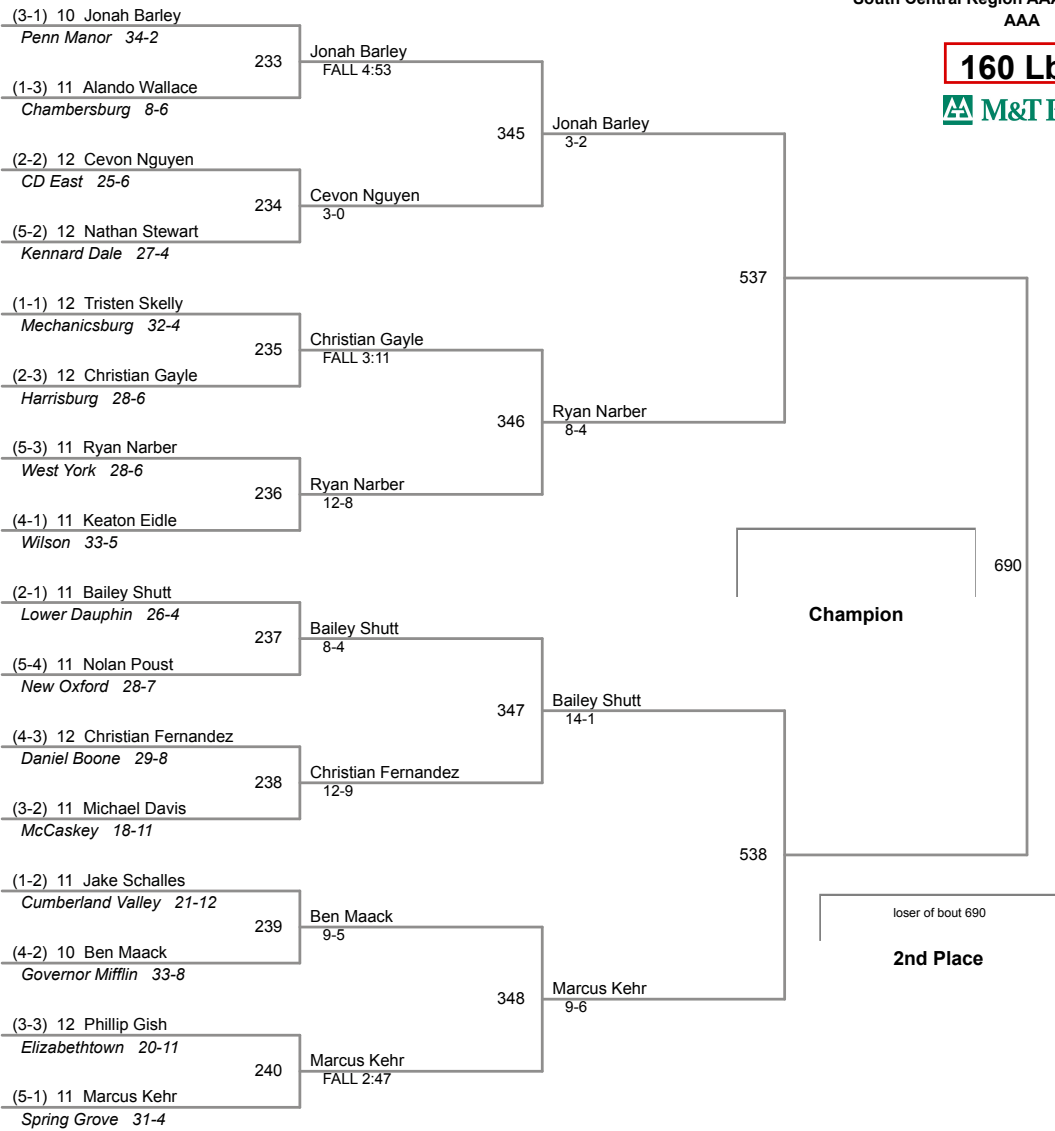 South Central Region AAA
AAA
160 Lb
M&T
(3-1) 10 Jonah Barley
Penn Manor 34-2
233
Jonah Barley
FALL 4:53
(1-3) 11 Alando Wallace
Chambersburg 8-6
345
Jonah Barley
3-2
(2-2) 12 Cevon Nguyen
CD East 25-6
234
Cevon Nguyen
3-0
(5-2) 12 Nathan Stewart
Kennard Dale 27-4
537
(1-1) 12 Tristen Skelly
Mechanicsburg 32-4
235
Christian Gayle
FALL 3:11
(2-3) 12 Christian Gayle
Harrisburg 28-6
346
Ryan Narber
8-4
(5-3) 11 Ryan Narber
West York 28-6
236
Ryan Narber
12-8
(4-1) 11 Keaton Eidle
Wilson 33-5
690
Champion
(2-1) 11 Bailey Shutt
Lower Dauphin 26-4
237
Bailey Shutt
8-4
(5-4) 11 Nolan Poust
New Oxford 28-7
347
Bailey Shutt
14-1
(4-3) 12 Christian Fernandez
Daniel Boone 29-8
238
Christian Fernandez
12-9
(3-2) 11 Michael Davis
McCaskey 18-11
538
(1-2) 11 Jake Schalles
Cumberland Valley 21-12
239
Ben Maack
9-5
(4-2) 10 Ben Maack
Governor Mifflin 33-8
loser of bout 690
2nd Place
348
Marcus Kehr
9-6
(3-3) 12 Phillip Gish
Elizabethtown 20-11
240
Marcus Kehr
FALL 2:47
(5-1) 11 Marcus Kehr
Spring Grove 31-4